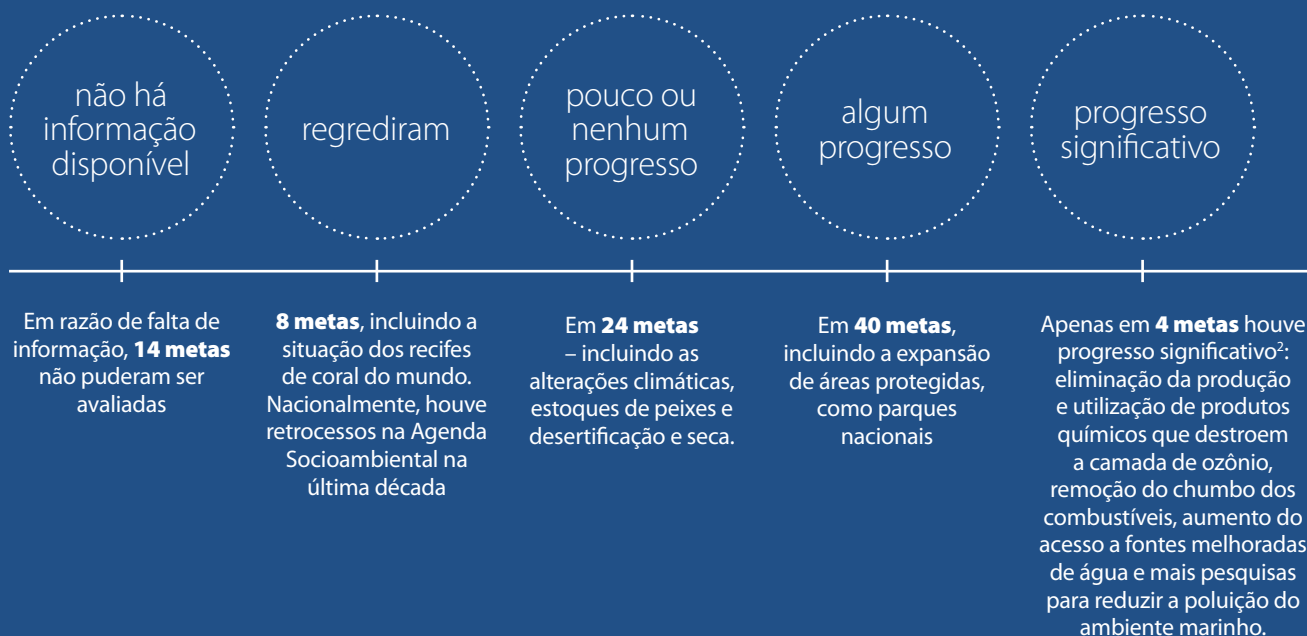 não há
informação
disponível
regrediram
pouco ou
nenhum
progresso
algum
progresso
progresso
significativo
Em razão de falta de
informação, 14 metas
não puderam ser
avaliadas
8 metas, incluindo a
situação dos recifes
de coral do mundo.
Nacionalmente, houve
retrocessos na Agenda
Socioambiental na
última década
Em 24 metas
– incluindo as
alterações climáticas,
estoques de peixes e
desertificação e seca.
Em 40 metas,
incluindo a expansão
de áreas protegidas,
como parques
nacionais
Apenas em 4 metas houve
progresso significativo²:
eliminação da produção
e utilização de produtos
químicos que destroem
a camada de ozônio,
remoção do chumbo dos
combustíveis, aumento do
acesso a fontes melhoradas
de água e mais pesquisas
para reduzir a poluição do
ambiente marinho.